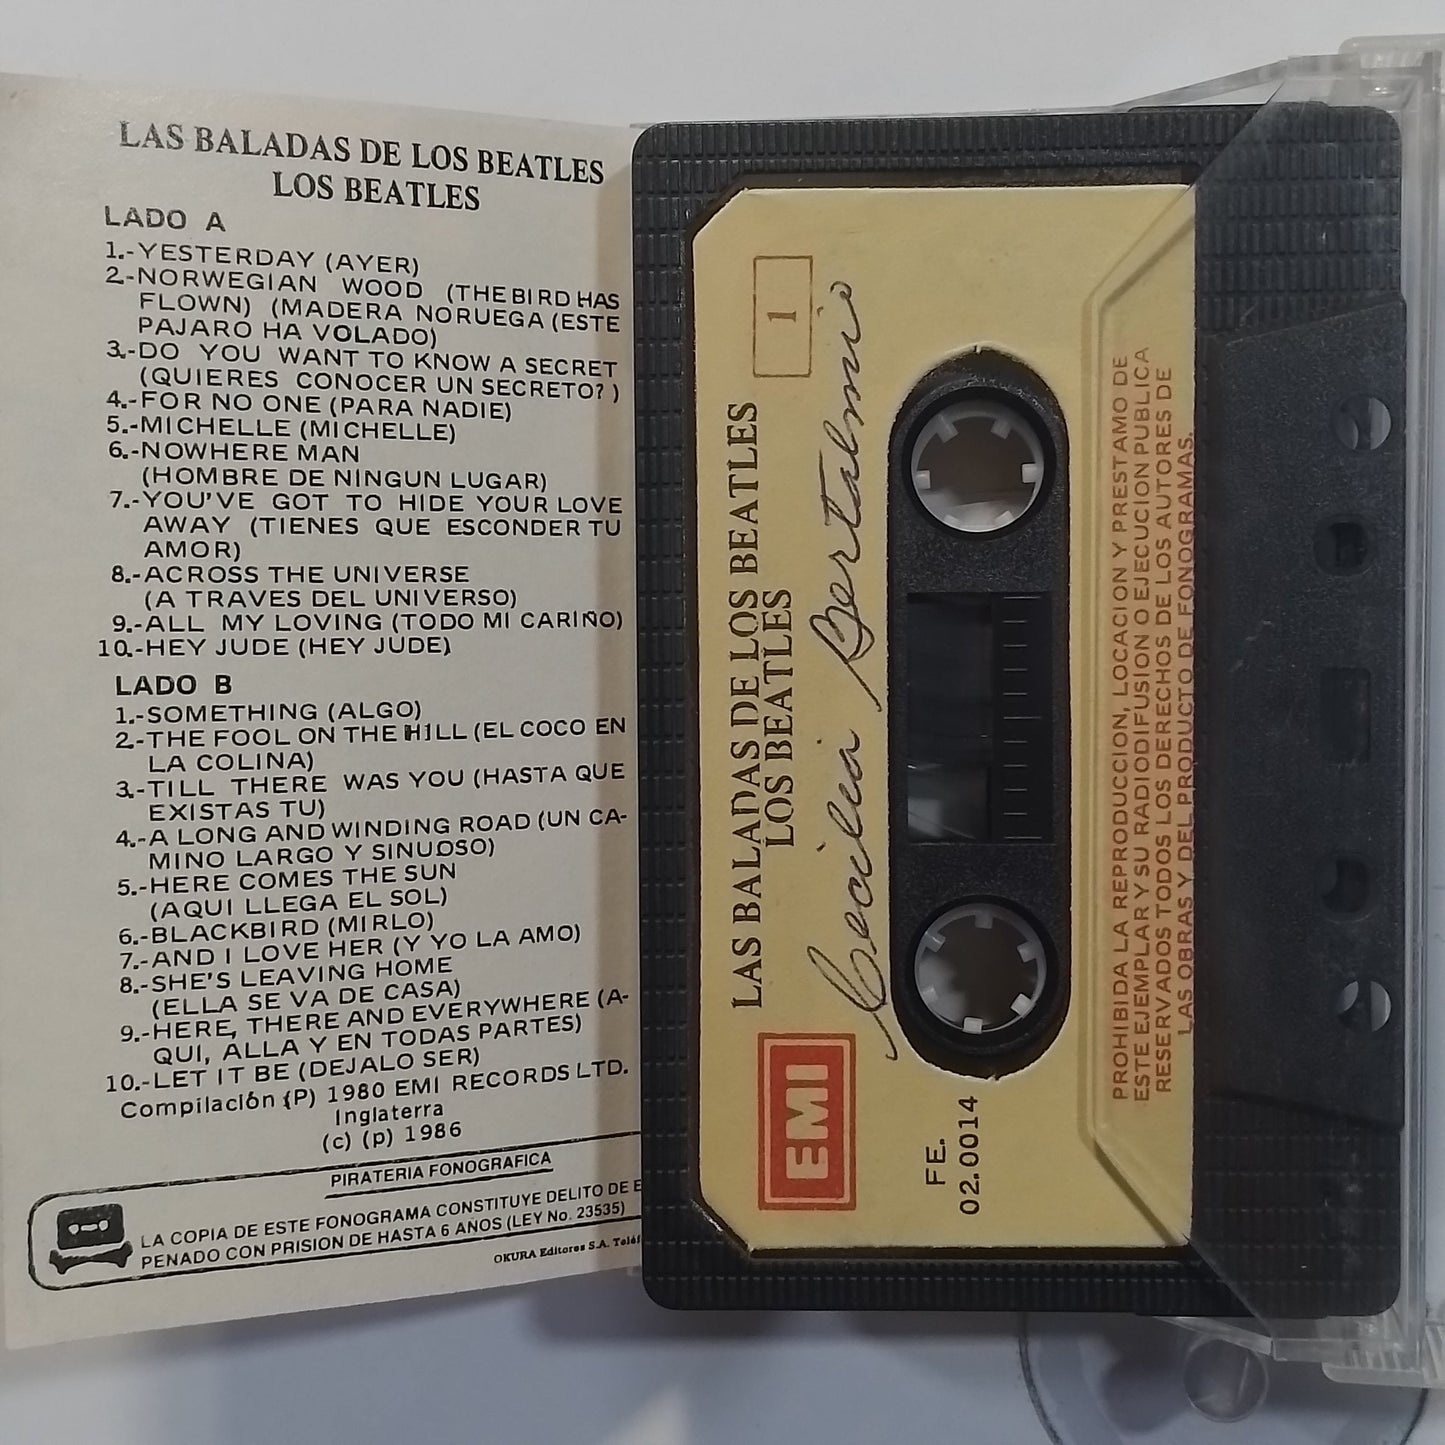 LAS BALADAS DE LOS BEATLES
LOS BEATLES
LADO A
1.-YESTERDAY (AYER)
2.-NORWEGIAN WOOD (THE BIRD HAS
FLOWN) (MADERA NORUEGA (ESTE
PAJARO HA VOLADO)
3.-DO YOU WANT TO KNOW A SECRET
(QUIERES CONOCER UN SECRETO?)
4.-FOR NO ONE (PARA NADIE)
5.-MICHELLE (MICHELLE)
6.-NOWHERE MAN
(HOMBRE DE NINGUN LUGAR)
7.-YOU'VE GOT TO HIDE YOUR LOVE
AWAY (TIENES QUE ESCONDER TU
AMOR)
8.-ACROSS THE UNIVERSE
(A TRAVES DEL UNIVERSO)
9.-ALL MY LOVING (TODO MI CARIÑO)
10.-HEY JUDE (HEY JUDE)
LADO B
1.-SOMETHING (ALGO)
2.-THE FOOL ON THE HILL (EL COCO EN
LA COLINA)
3.-TILL THERE WAS YOU (HASTA QUE
EXISTAS TU)
4.-A LONG AND WINDING ROAD (UN CA-
MINO LARGO Y SINUOSO)
5.-HERE COMES THE SUN
(AQUI LLEGA EL SOL)
6.-BLACKBIRD (MIRLO)
7.-AND I LOVE HER (Y YO LA AMO)
8.-SHE'S LEAVING HOME
(ELLA SE VA DE CASA)
9.-HERE, THERE AND EVERYWHERE (A-
QUI, ALLA Y EN TODAS PARTES)
10.-LET IT BE (DEJALO SER)
Compilación (P) 1980 EMI RECORDS LTD.
Inglaterra
(c) (p) 1986
PIRATERIA FONOGRAFICA
LA COPIA DE ESTE FONOGRAMA CONSTITUYE DELITO DE E
PENADO CON PRISION DE HASTA 6 AÑOS (LEY No. 23535)
OKURA Editores S.A. Teléf
1
LAS BALADAS DE LOS BEATLES
LOS BEATLES
Cecilia Bertalmio
EMI
FE.
02.0014
PROHIBIDA LA REPRODUCCION, LOCACION Y PRESTAMO DE
ESTE EJEMPLAR Y SU RADIODIFUSION O EJECUCION PUBLICA
RESERVADOS TODOS LOS DERECHOS DE LOS AUTORES DE
LAS OBRAS Y DEL PRODUCTO DE FONOGRAMAS.